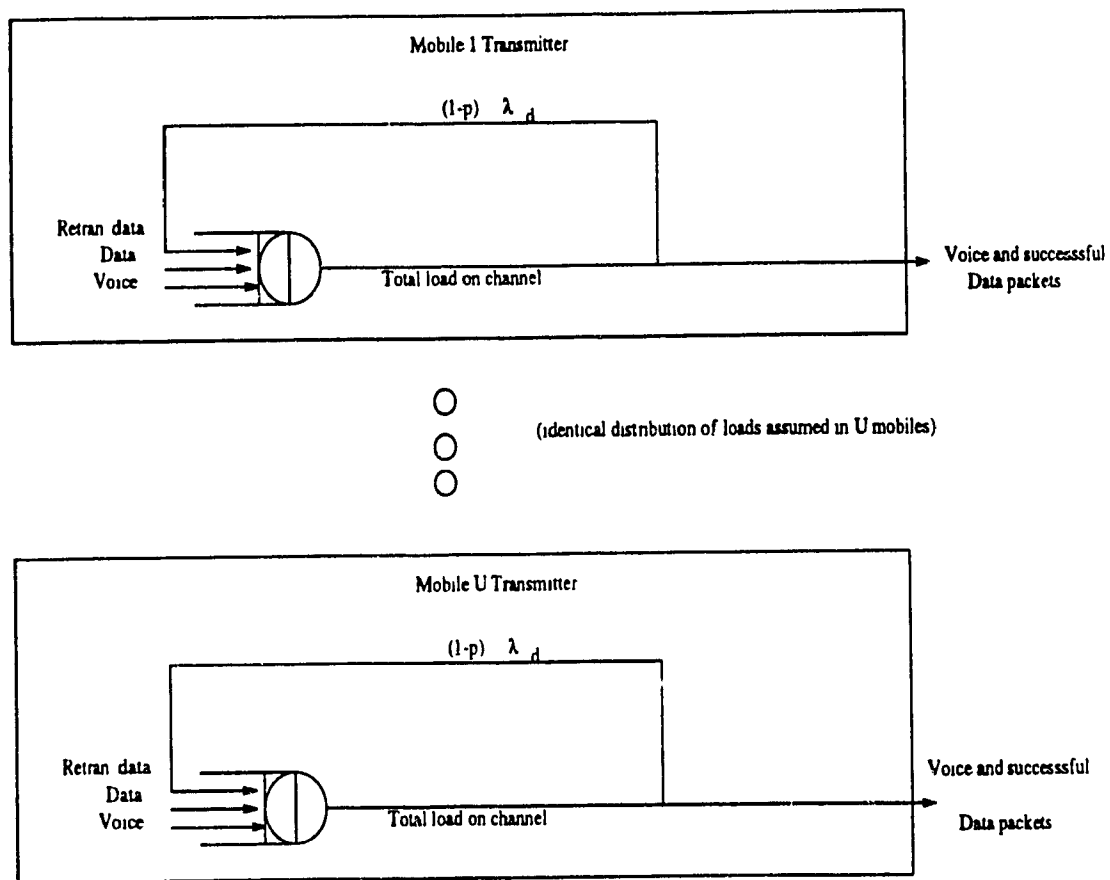 Mobile 1 Transmitter
(1-p) λ d
Retran data
Data
Voice
Total load on channel
Voice and successsful
Data packets
(identical distribution of loads assumed in U mobiles)
Mobile U Transmitter
(1-p) λ d
Retran data
Data
Voice
Total load on channel
Voice and successsful
Data packets